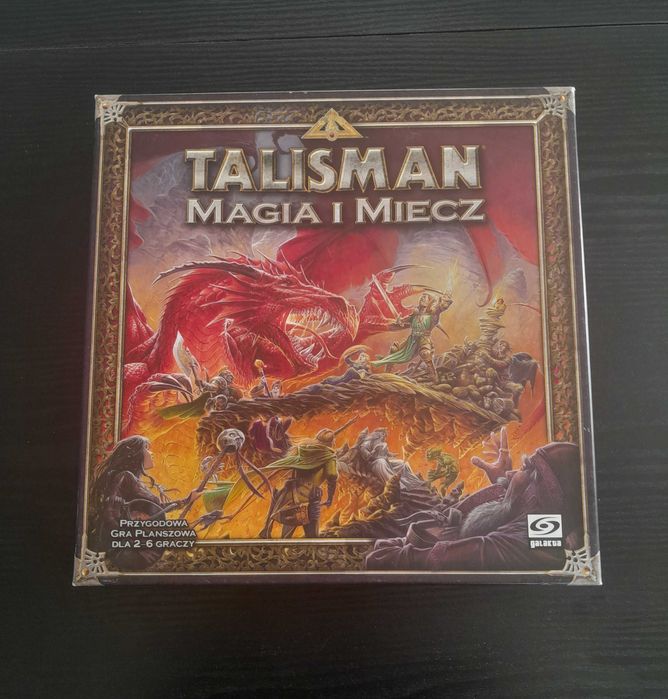 TALISMAN
MAGIA I MIECZ
PRZYGODOWA
GRA PLANSZOWA
DLA 2-6 GRACZY
galakta